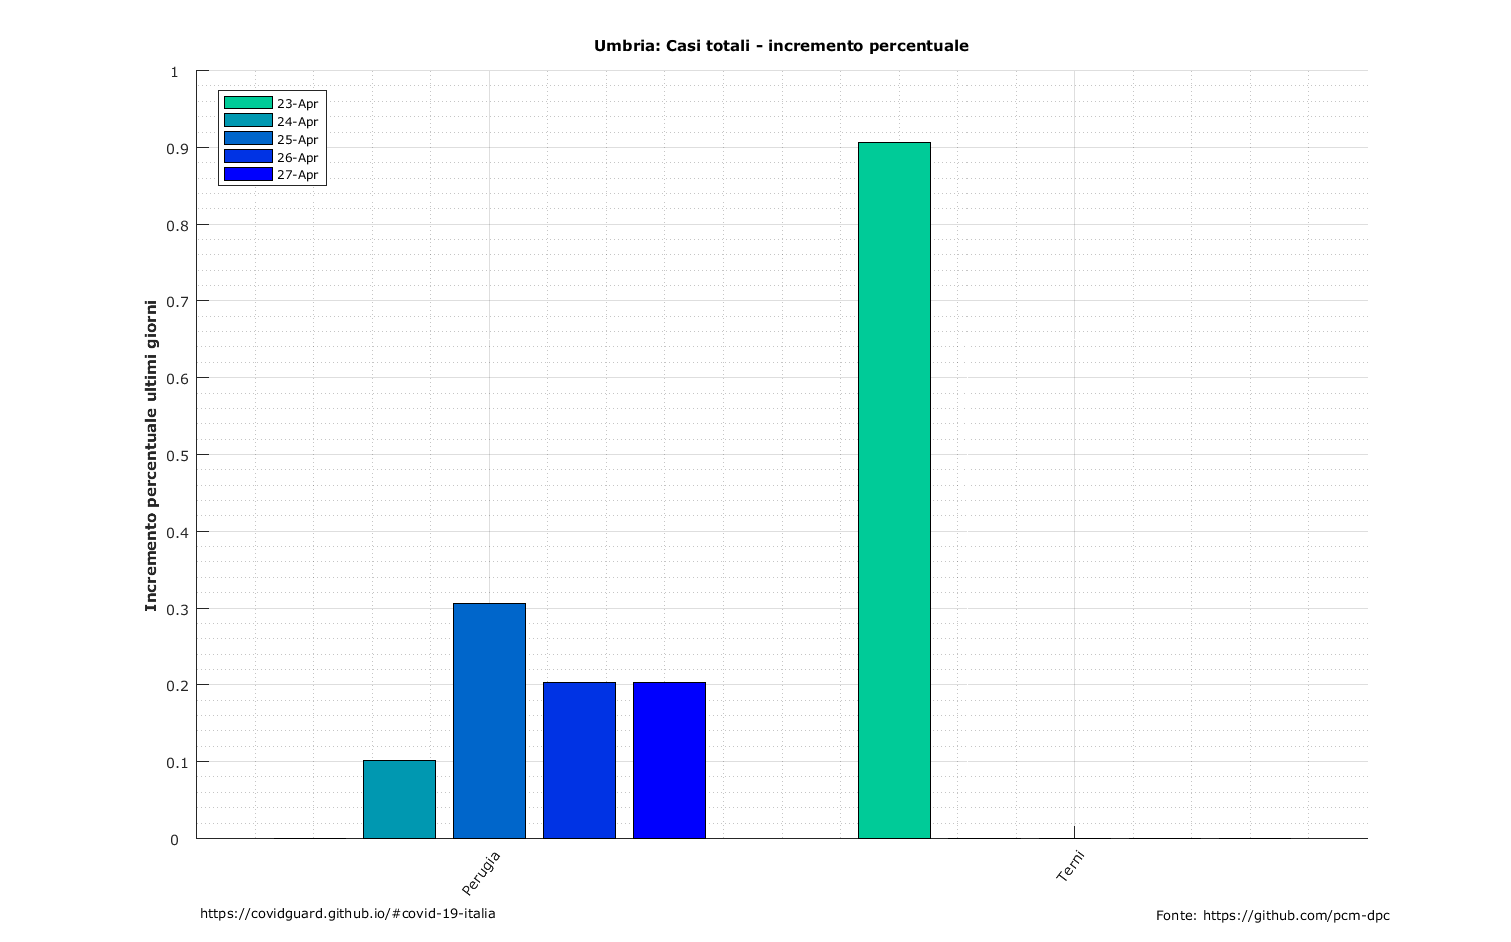 Umbria: Casi totali - incremento percentuale
1
0.9
0.8
0.7
0.6
0.5
0.4
0.3
0.2
0.1
0
Incremento percentuale ultimi giorni
23-Apr
24-Apr
25-Apr
26-Apr
27-Apr
Perugia
Terni
https://covidguard.github.io/#covid-19-italia
Fonte: https://github.com/pcm-dpc